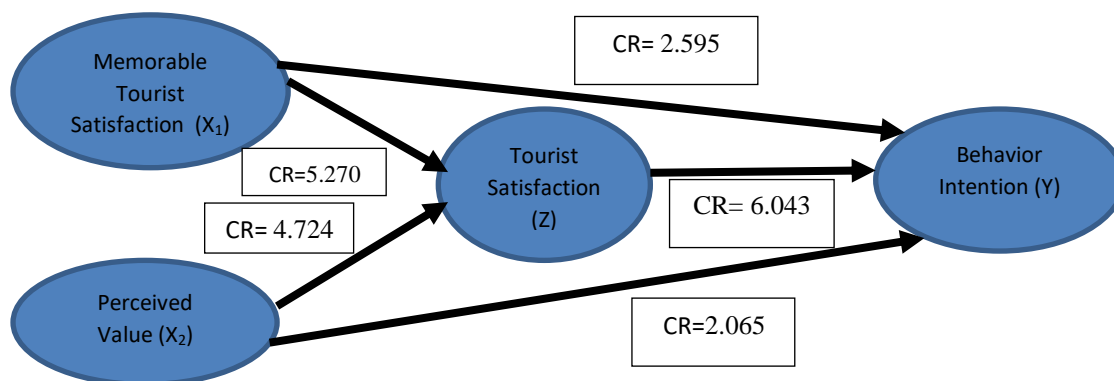 CR= 2.595
Memorable
Tourist
Satisfaction (X₁)
Tourist
Satisfaction
(Z)
Behavior
Intention (Y)
CR=5.270
CR= 6.043
CR= 4.724
Perceived
Value (X₂)
CR=2.065